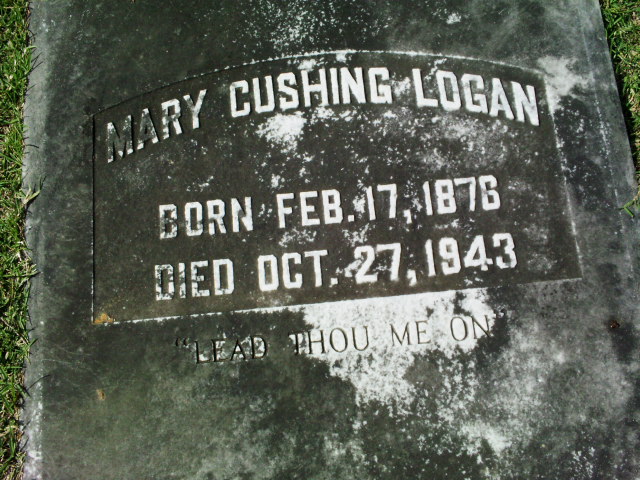 MARY CUSHING LOGAN
BORN FEB. 17, 1876
DIED OCT. 27, 1943
"LEAD THOU ME ON"